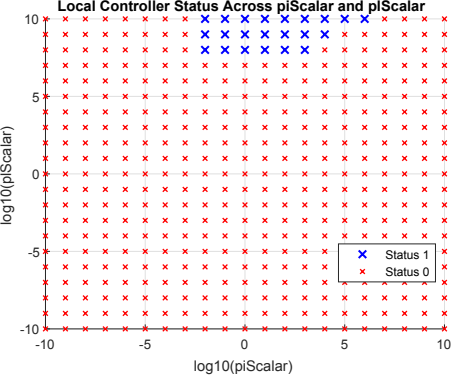 Local Controller Status Across piScalar and plScalar
10
5
0
-5
-10
-10
-5
0
5
10
log10(plScalar)
log10(piScalar)
Status 1
Status 0